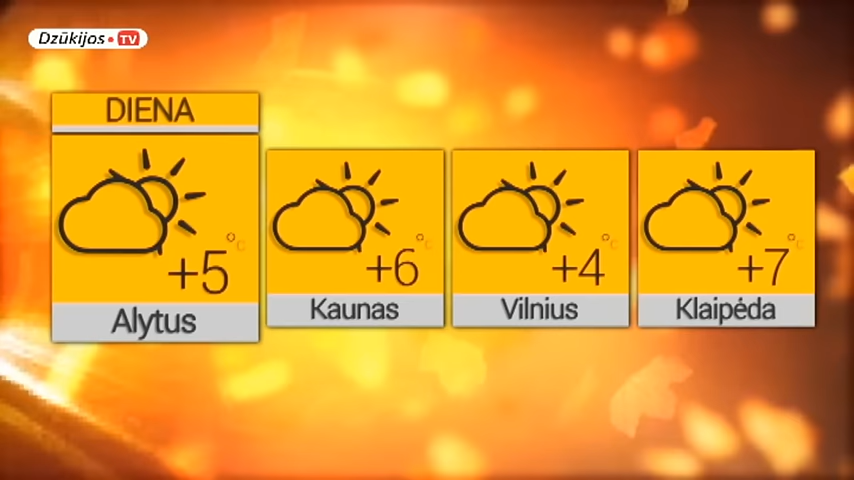 Dzūkijos TV
DIENA
+5 °C
Alytus
+6 °C
Kaunas
+4 °C
Vilnius
+7 °C
Klaipėda